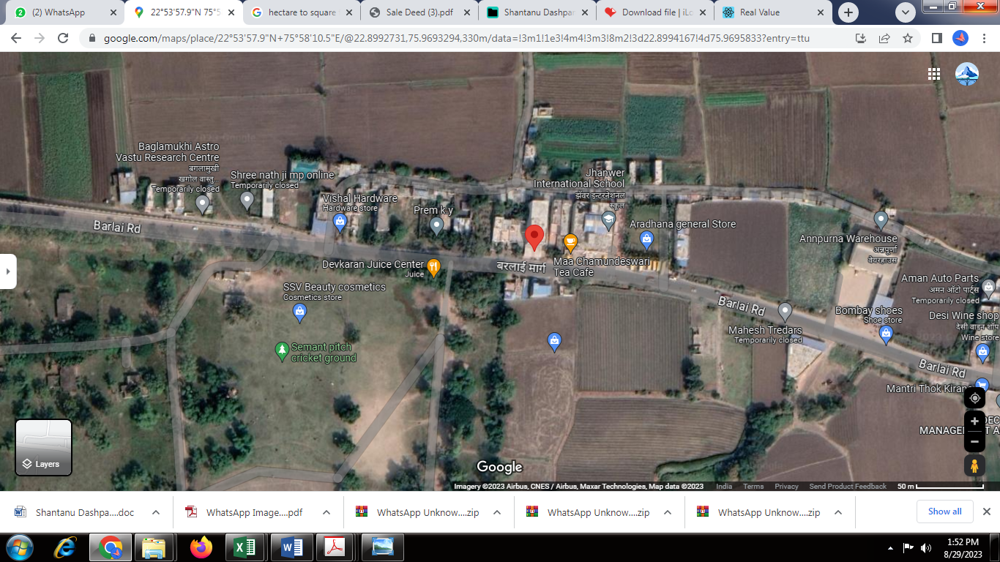 (2) WhatsApp
22°53'57.9"N 75°5
hectare to square
Sale Deed (3).pdf
Shantanu Dashpar
Download file | iLo
Real Value
google.com/maps/place/22°53'57.9"N+75°58'10.5"E/@22.8992731,75.9693294,330m/data=!3m1!1e3!4m4!3m3!8m2!3d22.8994167!4d75.9695833?entry=ttu
Baglamukhi Astro
Vastu Research Centre
बगलामुखी
खगोल वास्तु...
Temporarily closed
Shree nath ji mp online
Temporarily closed
Vishal Hardware
Hardware store
Prem k.y
Jhanwer
International School
झँवर इन्टरनेशनल
स्कूल
Aradhana general Store
Annpurna Warehouse
अन्नपूर्णा
वेयरहाउस
Barlai Rd
Devkaran Juice Center
Juice
बरलाई मार्ग
Maa Chamundeswari
Tea Cafe
SSV Beauty cosmetics
Cosmetics store
Aman Auto Parts
अमन ऑटो पार्ट्स
Temporarily closed
Barlai Rd
Bombay shoes
Shoe store
Desi Wine shop
देसी वाइन शॉप
Wine store
Mahesh Tredars
Temporarily closed
Semant pitch
cricket ground
Barlai Rd
Mantri Thok Kirana
DEC
MANAGEMENT A
Layers
Google
Imagery ©2023 Airbus, CNES / Airbus, Maxar Technologies, Map data ©2023
India
Terms
Privacy
Send Product Feedback
50 m
Shantanu Dashpa....doc
WhatsApp Image....pdf
WhatsApp Unknow....zip
WhatsApp Unknow....zip
WhatsApp Unknow....zip
Show all
1:52 PM
8/29/2023